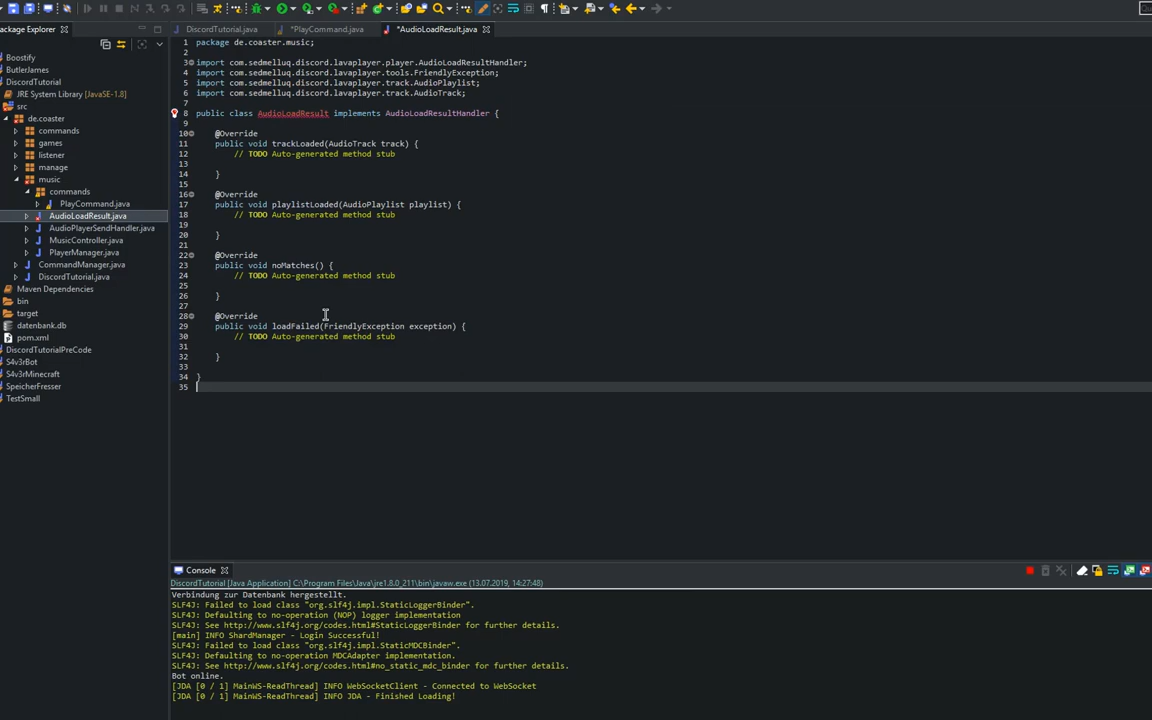 DiscordTutorial.java
*PlayCommand.java
*AudioLoadResult.java
ackage Explorer
Boostify
ButlerJames
DiscordTutorial
JRE System Library [JavaSE-1.8]
src
de.coaster
commands
games
listener
manage
music
commands
PlayCommand.java
AudioLoadResult.java
AudioPlayerSendHandler.java
MusicController.java
PlayerManager.java
CommandManager.java
DiscordTutorial.java
Maven Dependencies
bin
target
datenbank.db
pom.xml
DiscordTutorialPreCode
S4v3rBot
S4v3rMinecraft
SpeicherFresser
TestSmall
1 package de.coaster.music;
2
3 import com.sedmelluq.discord.lavaplayer.player.AudioLoadResultHandler;
4 import com.sedmelluq.discord.lavaplayer.tools.FriendlyException;
5 import com.sedmelluq.discord.lavaplayer.track.AudioPlaylist;
6 import com.sedmelluq.discord.lavaplayer.track.AudioTrack;
7
8 public class AudioLoadResult implements AudioLoadResultHandler {
9
10 @Override
11 public void trackLoaded(AudioTrack track) {
12 // TODO Auto-generated method stub
13
14 }
15
16 @Override
17 public void playlistLoaded(AudioPlaylist playlist) {
18 // TODO Auto-generated method stub
19
20 }
21
22 @Override
23 public void noMatches() {
24 // TODO Auto-generated method stub
25
26 }
27
28 @Override
29 public void loadFailed(FriendlyException exception) {
30 // TODO Auto-generated method stub
31
32 }
33
34 }
35
Console
DiscordTutorial [Java Application] C:\Program Files\Java\jre1.8.0_211\bin\javaw.exe (13.07.2019, 14:27:48)
Verbindung zur Datenbank hergestellt.
SLF4J: Failed to load class "org.slf4j.impl.StaticLoggerBinder".
SLF4J: Defaulting to no-operation (NOP) logger implementation
SLF4J: See http://www.slf4j.org/codes.html#StaticLoggerBinder for further details.
[main] INFO ShardManager - Login Successful!
SLF4J: Failed to load class "org.slf4j.impl.StaticMDCBinder".
SLF4J: Defaulting to no-operation MDCAdapter implementation.
SLF4J: See http://www.slf4j.org/codes.html#no_static_mdc_binder for further details.
Bot online.
[JDA [0 / 1] MainWS-ReadThread] INFO WebSocketClient - Connected to WebSocket
[JDA [0 / 1] MainWS-ReadThread] INFO JDA - Finished Loading!